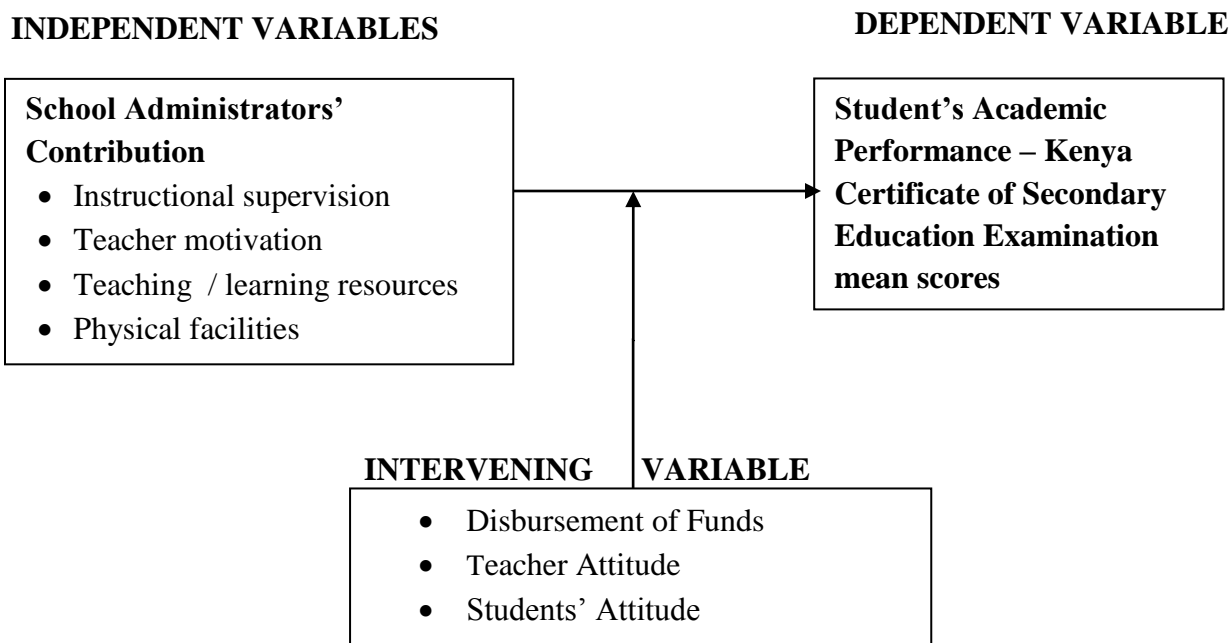 INDEPENDENT VARIABLES
DEPENDENT VARIABLE
School Administrators’
Contribution
• Instructional supervision
• Teacher motivation
• Teaching / learning resources
• Physical facilities
Student’s Academic
Performance – Kenya
Certificate of Secondary
Education Examination
mean scores
INTERVENING VARIABLE
• Disbursement of Funds
• Teacher Attitude
• Students’ Attitude